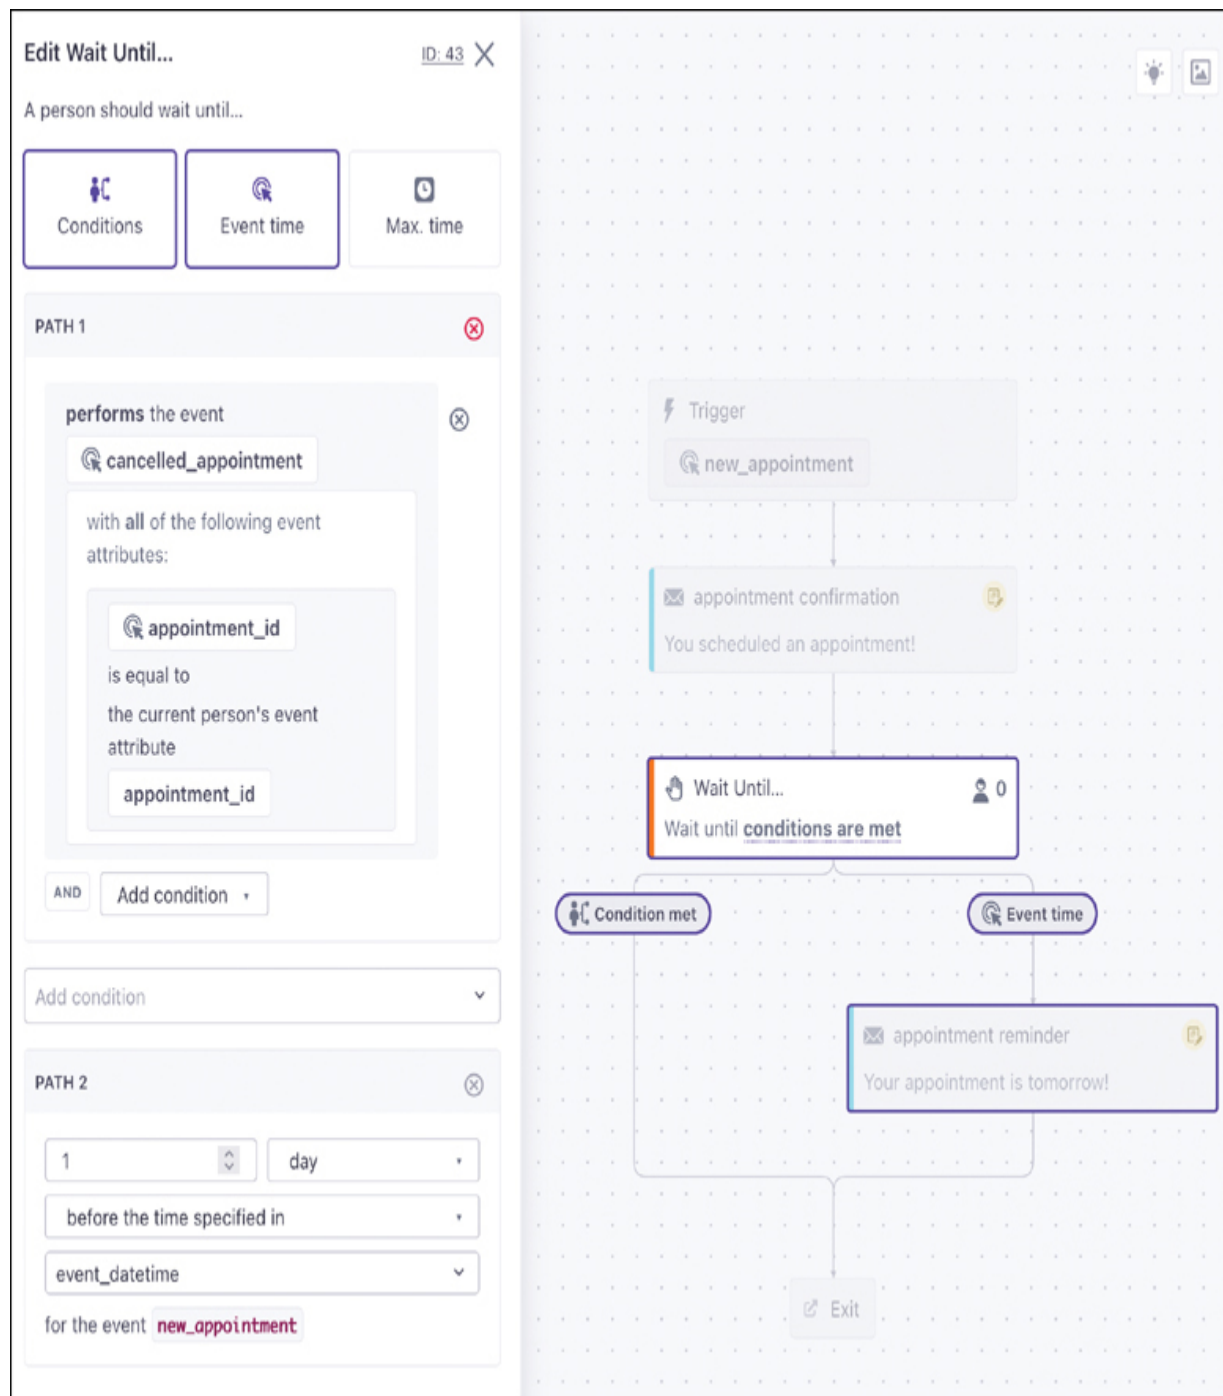 Edit Wait Until...
ID: 43
A person should wait until...
Conditions
Event time
Max. time
PATH 1
performs the event
cancelled_appointment
with all of the following event
attributes:
appointment_id
is equal to
the current person's event
attribute
appointment_id
AND
Add condition
Add condition
PATH 2
1
day
before the time specified in
event_datetime
for the event new_appointment
Trigger
new_appointment
appointment confirmation
You scheduled an appointment!
Wait Until...
0
Wait until conditions are met
Condition met
Event time
appointment reminder
Your appointment is tomorrow!
Exit